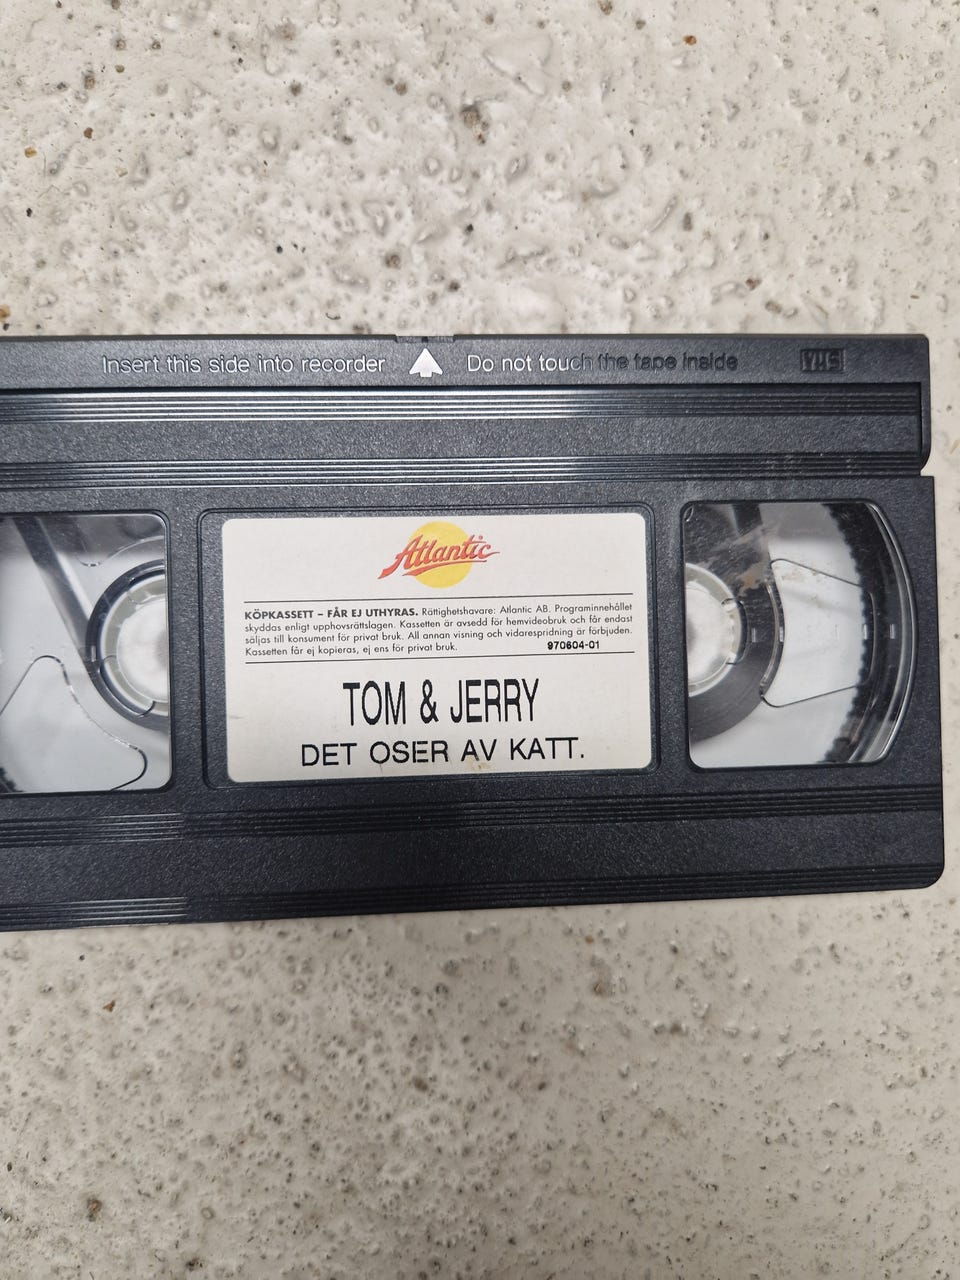 Insert this side into recorder Do not touch the tape inside VHS
Atlantic
KÖPKASSETT – FÅR EJ UTHYRAS. Rättighetshavare: Atlantic AB. Programinnehållet
skyddas enligt upphovsrättslagen. Kassetten är avsedd för hemvideobruk och får endast
säljas till konsument för privat bruk. All annan visning och vidarespridning är förbjuden.
Kassetten får ej kopieras, ej ens för privat bruk. 970604-01
TOM & JERRY
DET OSER AV KATT.